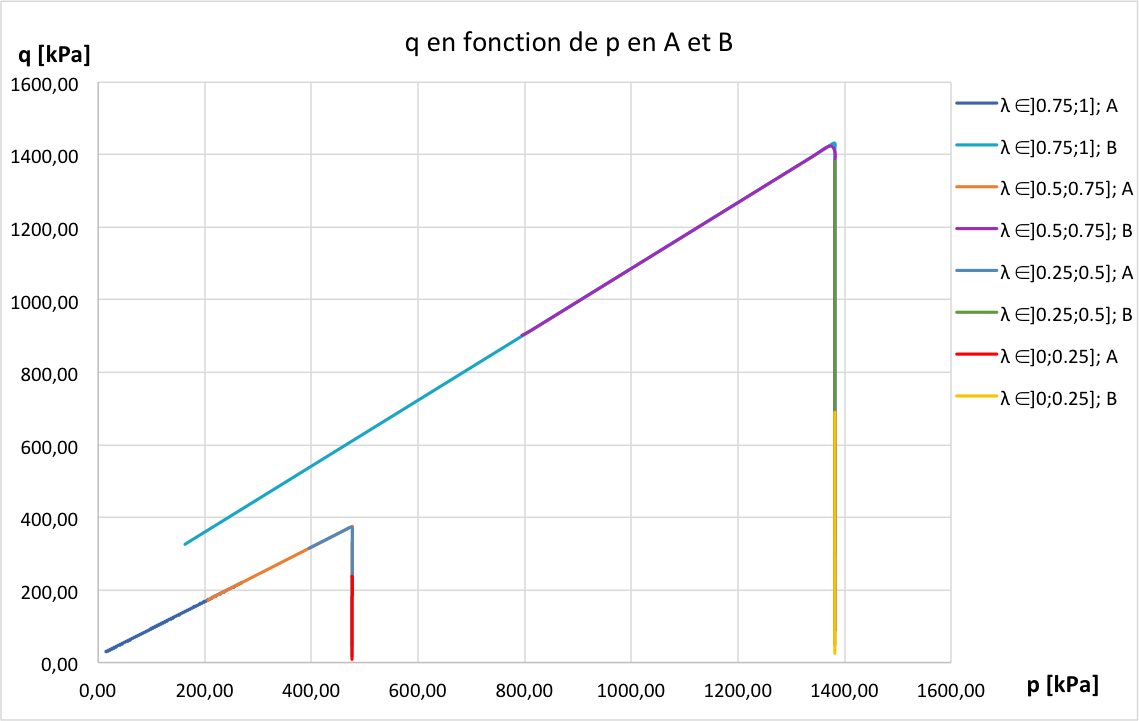 q en fonction de p en A et B
q [kPa]
1600,00
1400,00
1200,00
1000,00
800,00
600,00
400,00
200,00
0,00
0,00 200,00 400,00 600,00 800,00 1000,00 1200,00 1400,00 1600,00
p [kPa]
λ ∈]0.75;1]; A
λ ∈]0.75;1]; B
λ ∈]0.5;0.75]; A
λ ∈]0.5;0.75]; B
λ ∈]0.25;0.5]; A
λ ∈]0.25;0.5]; B
λ ∈]0;0.25]; A
λ ∈]0;0.25]; B